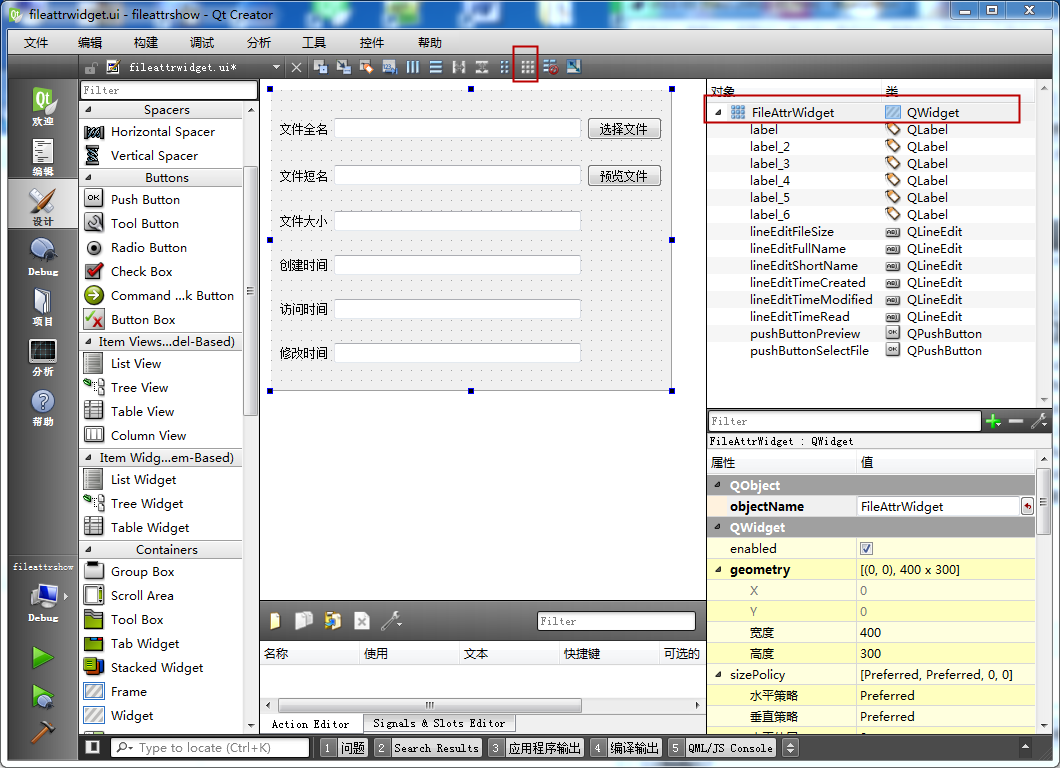 fileattrwidget.ui - fileattrshow - Qt Creator
文件 编辑 构建 调试 分析 工具 控件 帮助
fileattrwidget.ui*
欢迎
编辑
设计
Debug
项目
分析
帮助
fileattrshow
Debug
Filter
Spacers
Horizontal Spacer
Vertical Spacer
Buttons
OK Push Button
Tool Button
Radio Button
Check Box
Command ...k Button
Button Box
Item Views...del-Based)
List View
Tree View
Table View
Column View
Item Widg...em-Based)
List Widget
Tree Widget
Table Widget
Containers
Group Box
Scroll Area
Tool Box
Tab Widget
Stacked Widget
Frame
Widget
文件全名 选择文件
文件短名 预览文件
文件大小
创建时间
访问时间
修改时间
Filter
名称 使用 文本 快捷键 可选的
Action Editor Signals & Slots Editor
对象 类
FileAttrWidget QWidget
label QLabel
label_2 QLabel
label_3 QLabel
label_4 QLabel
label_5 QLabel
label_6 QLabel
lineEditFileSize QLineEdit
lineEditFullName QLineEdit
lineEditShortName QLineEdit
lineEditTimeCreated QLineEdit
lineEditTimeModified QLineEdit
lineEditTimeRead QLineEdit
pushButtonPreview QPushButton
pushButtonSelectFile QPushButton
Filter
FileAttrWidget : QWidget
属性 值
QObject
objectName FileAttrWidget
QWidget
enabled
geometry [(0, 0), 400 x 300]
X 0
Y 0
宽度 400
高度 300
sizePolicy [Preferred, Preferred, 0, 0]
水平策略 Preferred
垂直策略 Preferred
Type to locate (Ctrl+K) 1 问题 2 Search Results 3 应用程序输出 4 编译输出 5 QML/JS Console